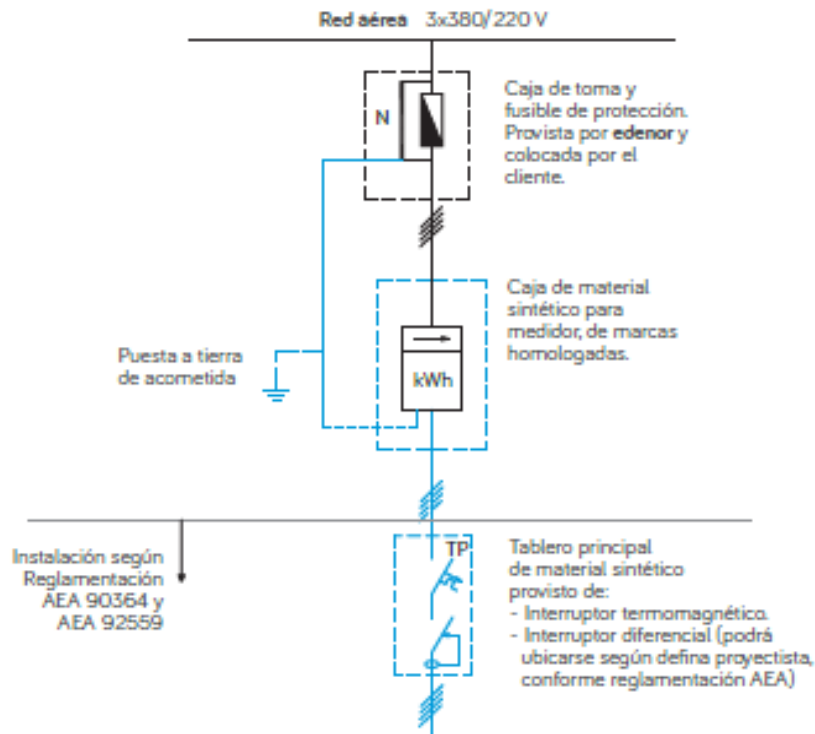 Red aérea 3x380/220 V
Caja de toma y
fusible de protección.
Provista por edenor y
colocada por el
cliente.
N
Caja de material
sintético para
medidor, de marcas
homologadas.
Puesta a tierra
de acometida
kWh
Instalación según
Reglamentación
AEA 90364 y
AEA 92559
TP
Tablero principal
de material sintético
provisto de:
- Interruptor termomagnético.
- Interruptor diferencial (podrá
ubicarse según defina proyectista,
conforme reglamentación AEA)